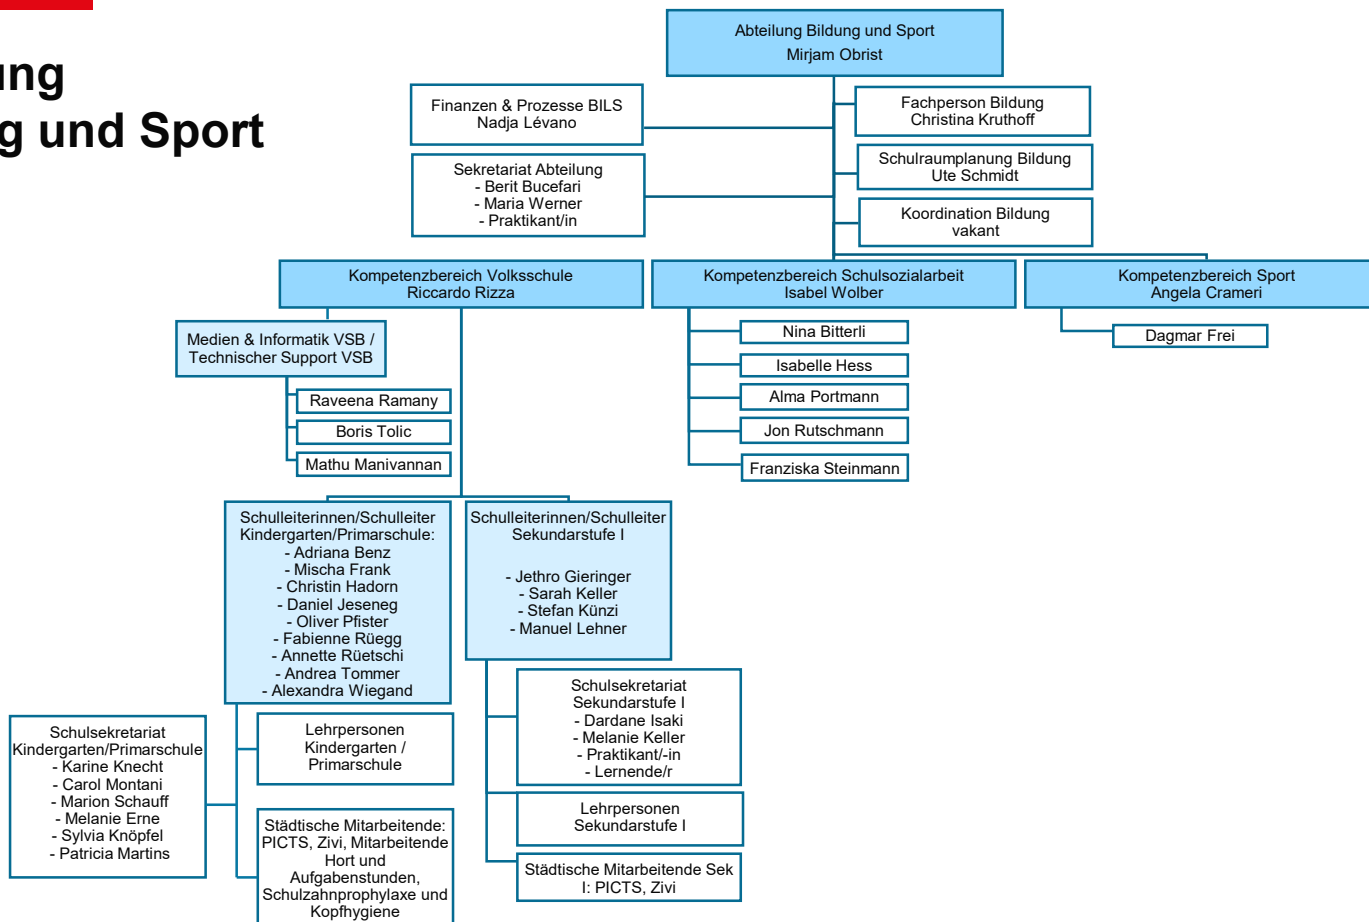 ung
g und Sport
Abteilung Bildung und Sport
Mirjam Obrist
Finanzen & Prozesse BILS
Nadja Lévano
Fachperson Bildung
Christina Kruthoff
Sekretariat Abteilung
- Berit Bucefari
- Maria Werner
- Praktikant/in
Schulraumplanung Bildung
Ute Schmidt
Koordination Bildung
vakant
Kompetenzbereich Volksschule
Riccardo Rizza
Kompetenzbereich Schulsozialarbeit
Isabel Wolber
Kompetenzbereich Sport
Angela Crameri
Medien & Informatik VSB /
Technischer Support VSB
Raveena Ramany
Boris Tolic
Mathu Manivannan
Nina Bitterli
Isabelle Hess
Alma Portmann
Jon Rutschmann
Franziska Steinmann
Dagmar Frei
Schulleiterinnen/Schulleiter
Kindergarten/Primarschule:
- Adriana Benz
- Mischa Frank
- Christin Hadorn
- Daniel Jeseneg
- Oliver Pfister
- Fabienne Rüegg
- Annette Rüetschi
- Andrea Tommer
- Alexandra Wiegand
Schulleiterinnen/Schulleiter
Sekundarstufe I
- Jethro Gieringer
- Sarah Keller
- Stefan Künzi
- Manuel Lehner
Schulsekretariat
Kindergarten/Primarschule
- Karine Knecht
- Carol Montani
- Marion Schauff
- Melanie Erne
- Sylvia Knöpfel
- Patricia Martins
Lehrpersonen
Kindergarten /
Primarschule
Städtische Mitarbeitende:
PICTS, Zivi, Mitarbeitende
Hort und
Aufgabenstunden,
Schulzahnprophylaxe und
Kopfhygiene
Schulsekretariat
Sekundarstufe I
- Dardane Isaki
- Melanie Keller
- Praktikant/-in
- Lernende/r
Lehrpersonen
Sekundarstufe I
Städtische Mitarbeitende Sek
I: PICTS, Zivi